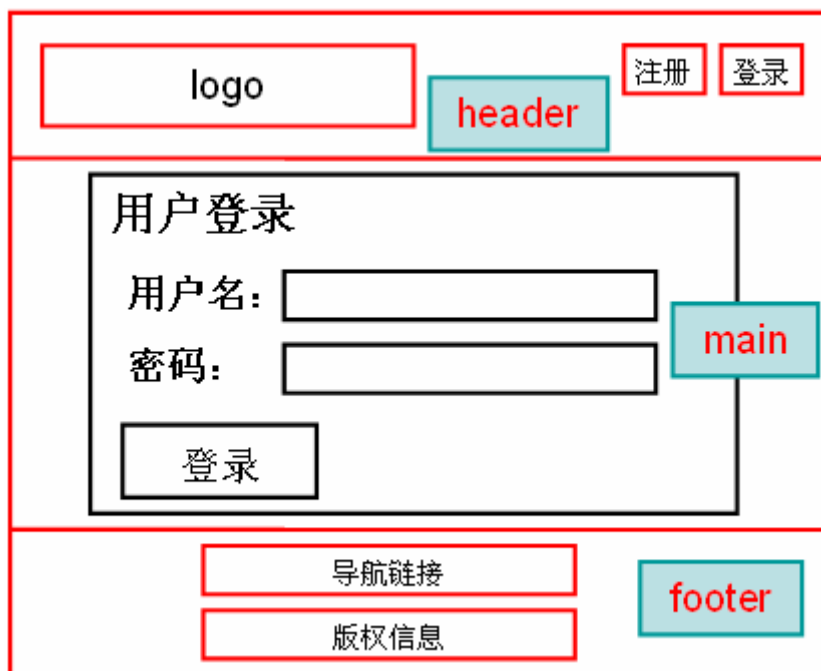 logo
header
注册
登录
用户登录
用户名：
密码：
main
登录
导航链接
footer
版权信息